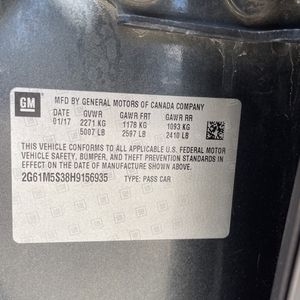 GM
MFD BY GENERAL MOTORS OF CANADA COMPANY
DATE GVWR GAWR FRT GAWR RR
01/17 2271 KG 1178 KG 1093 KG
5007 LB 2597 LB 2410 LB
THIS VEHICLE CONFORMS TO ALL APPLICABLE U.S. FEDERAL MOTOR
VEHICLE SAFETY, BUMPER, AND THEFT PREVENTION STANDARDS IN
EFFECT ON THE DATE OF MANUFACTURE SHOWN ABOVE.
2G61M5S38H9156935 TYPE: PASS CAR